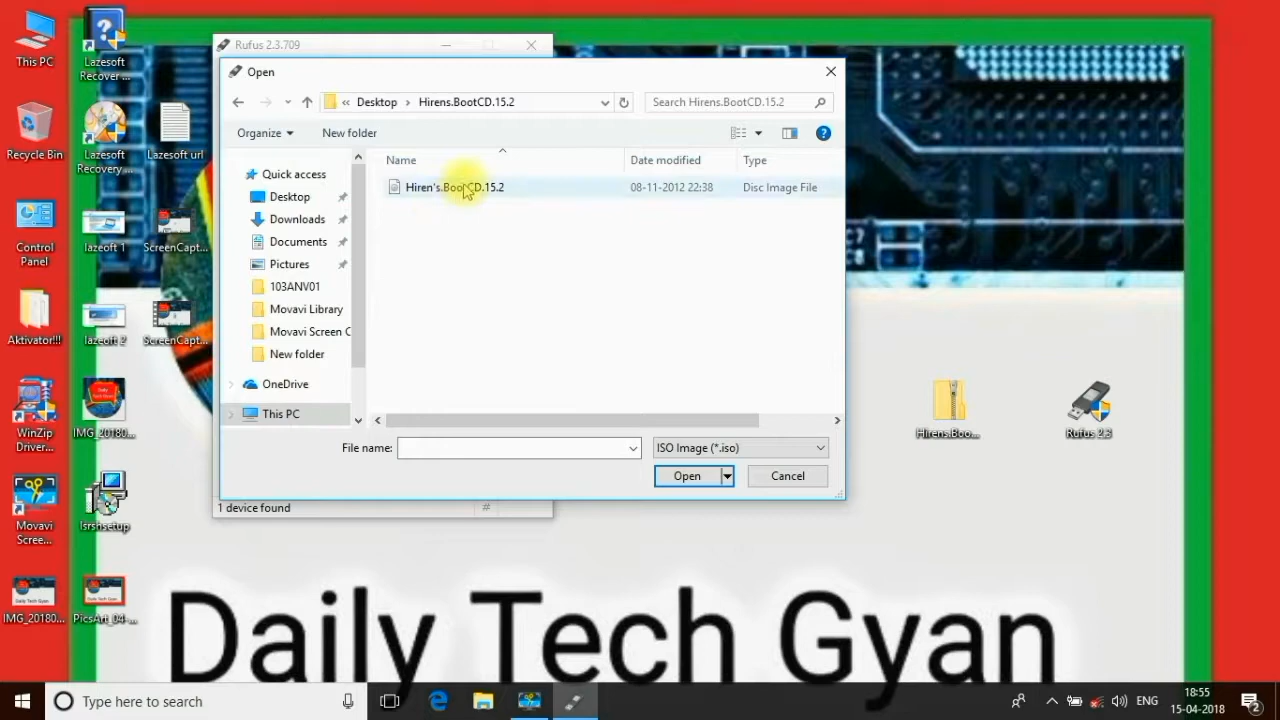 This PC
Recycle Bin
Control
Panel
Aktivator!!!
WinZip
Driver...
Movavi
Scree...
IMG_20180...
Lazesoft
Recover ...
Lazesoft
Recovery...
lazeoft 1
lazeoft 2
IMG_20180...
lsrshsetup
PicsArt_04-...
Lazesoft url
ScreenCapt...
ScreenCapt...
Rufus 2.3.709
Open
« Desktop › Hirens.BootCD.15.2
Search Hirens.BootCD.15.2
Organize
New folder
Quick access
Desktop
Downloads
Documents
Pictures
103ANV01
Movavi Library
Movavi Screen C
New folder
OneDrive
This PC
Name Date modified Type
Hiren's.BootCD.15.2 08-11-2012 22:38 Disc Image File
File name:
ISO Image (*.iso)
Open
Cancel
1 device found
#
Hirens.Boo...
Rufus 2.3
Daily Tech Gyan
Type here to search
ENG
18:55
15-04-2018
2